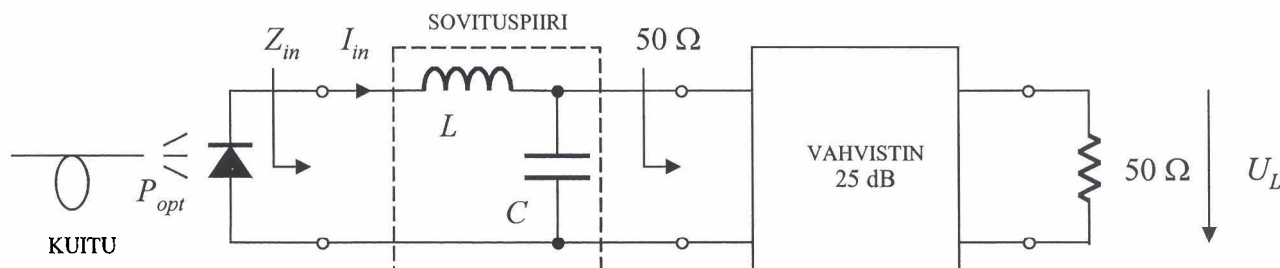 SOVITUSPIIRI
Z_in I_in 50 Ω
L
VAHVISTIN
25 dB
50 Ω U_L
P_opt
C
KUITU